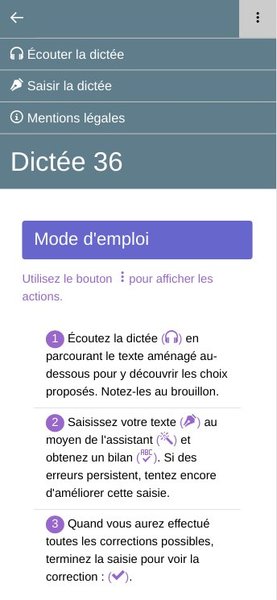 Écouter la dictée
Saisir la dictée
Mentions légales
Dictée 36
Mode d'emploi
Utilisez le bouton pour afficher les
actions.
1 Écoutez la dictée () en
parcourant le texte aménagé au-
dessous pour y découvrir les choix
proposés. Notez-les au brouillon.
2 Saisissez votre texte () au
moyen de l'assistant () et
obtenez un bilan (ABC). Si des
erreurs persistent, tentez encore
d'améliorer cette saisie.
3 Quand vous aurez effectué
toutes les corrections possibles,
terminez la saisie pour voir la
correction : ().